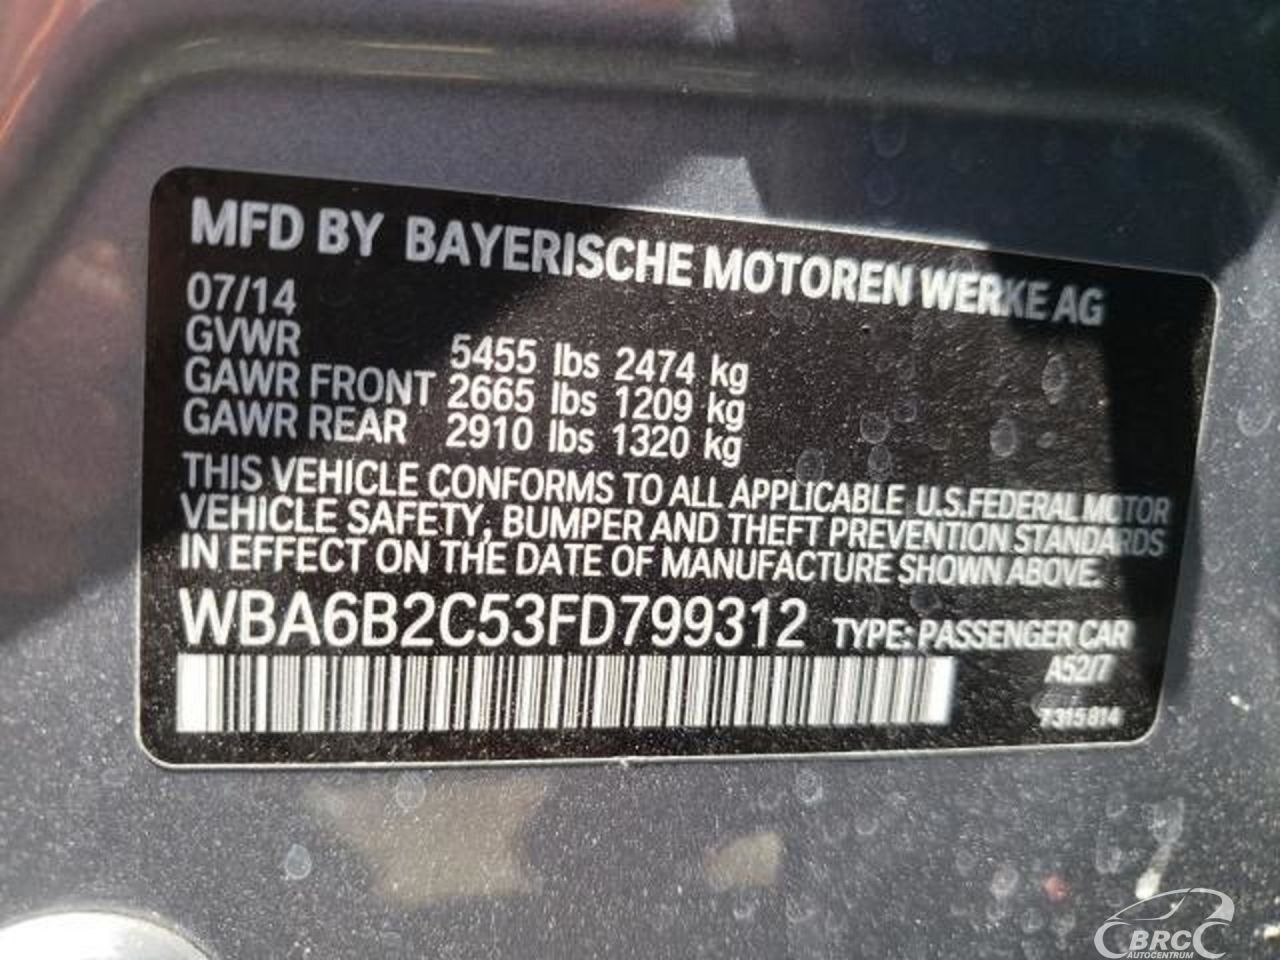 MFD BY BAYERISCHE MOTOREN WERKE AG
07/14
GVWR 5455 lbs 2474 kg
GAWR FRONT 2665 lbs 1209 kg
GAWR REAR 2910 lbs 1320 kg
THIS VEHICLE CONFORMS TO ALL APPLICABLE U.S.FEDERAL MOTOR
VEHICLE SAFETY, BUMPER AND THEFT PREVENTION STANDARDS
IN EFFECT ON THE DATE OF MANUFACTURE SHOWN ABOVE.
WBA6B2C53FD799312 TYPE: PASSENGER CAR
A52/7
7315814
BRC
AUTOCENTRUM